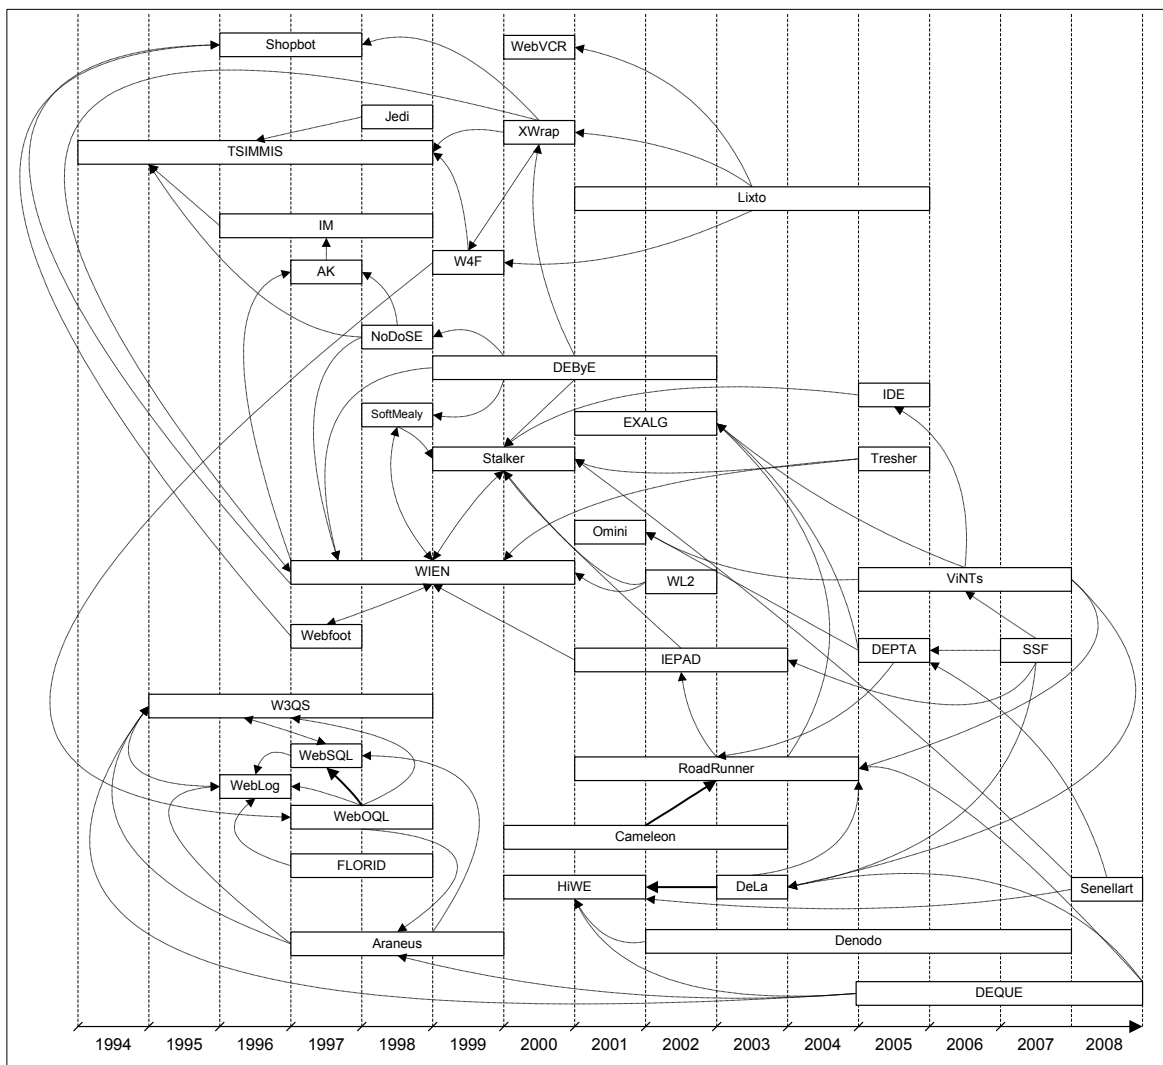 Shopbot
WebVCR
Jedi
XWrap
TSIMMIS
Lixto
IM
W4F
AK
NoDoSE
DEByE
IDE
SoftMealy
EXALG
Stalker
Tresher
Omini
WIEN
WL2
ViNTs
Webfoot
IEPAD
DEPTA
SSF
W3QS
WebSQL
RoadRunner
WebLog
WebOQL
Cameleon
FLORID
HiWE
DeLa
Senellart
Araneus
Denodo
DEQUE
1994 1995 1996 1997 1998 1999 2000 2001 2002 2003 2004 2005 2006 2007 2008